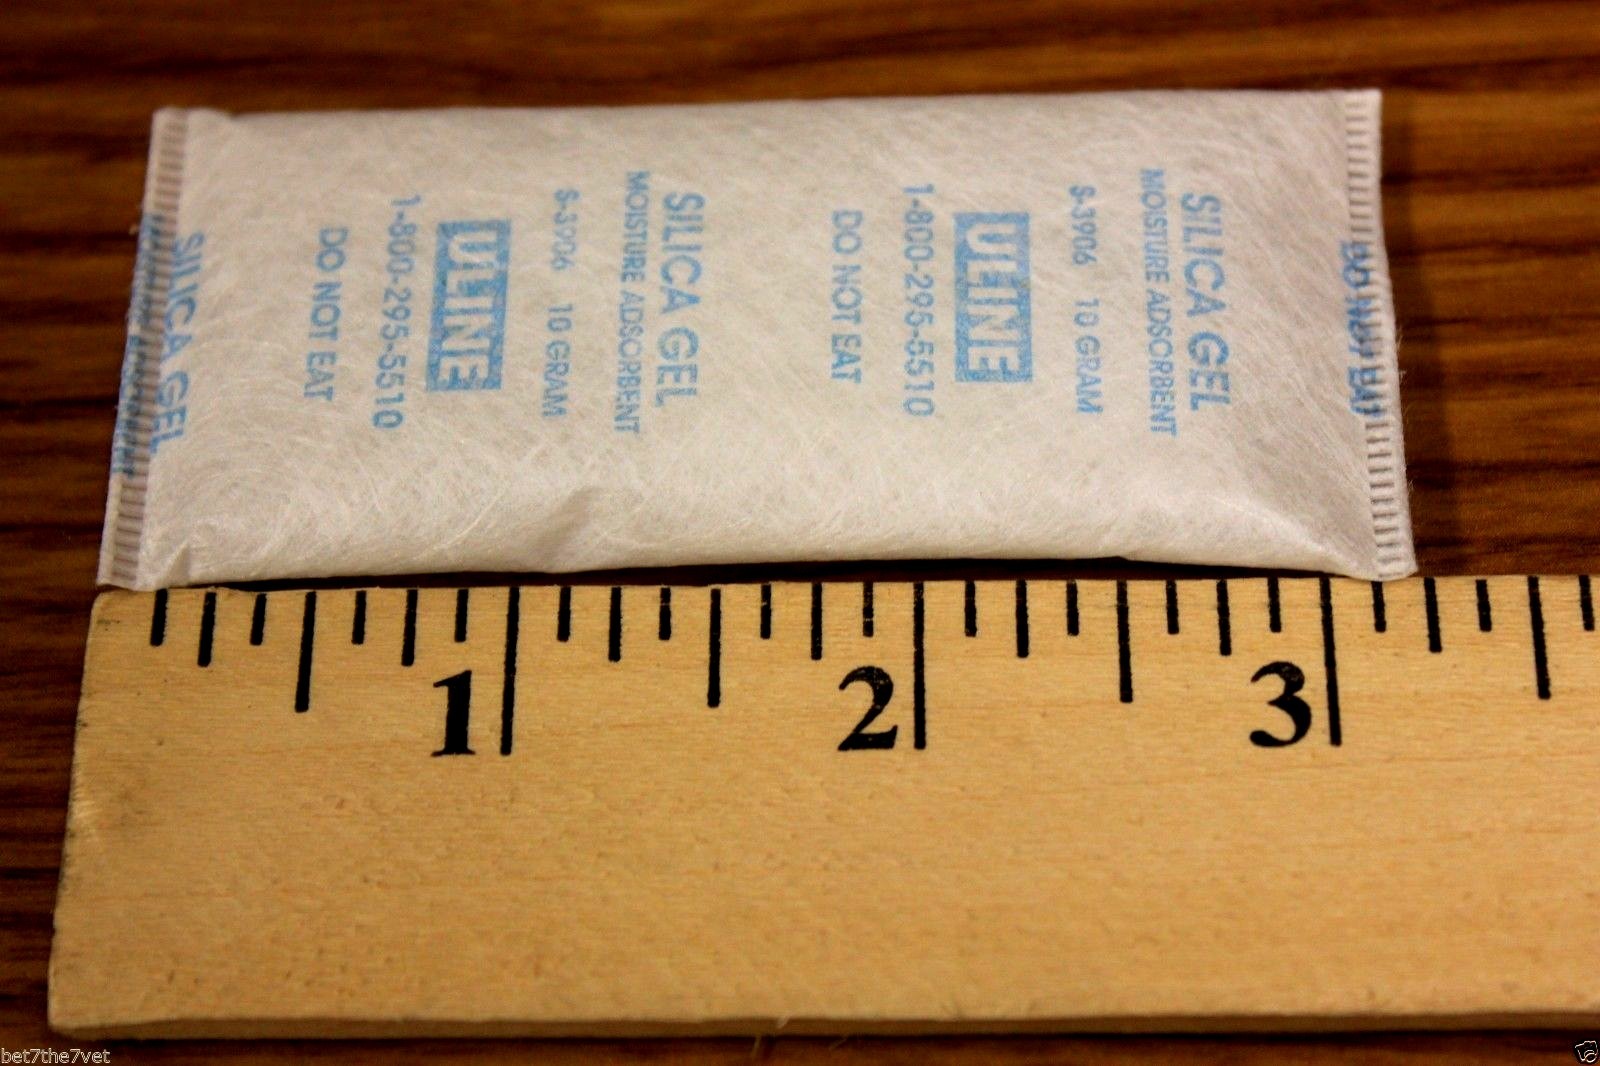 SILICA GEL
MOISTURE ADSORBENT
S-3906 10 GRAM
ULINE
1-800-295-5510
DO NOT EAT
SILICA GEL
MOISTURE ADSORBENT
S-3906 10 GRAM
ULINE
1-800-295-5510
DO NOT EAT
SILICA GEL
DO NOT EAT
1
2
3
bet7the7vet